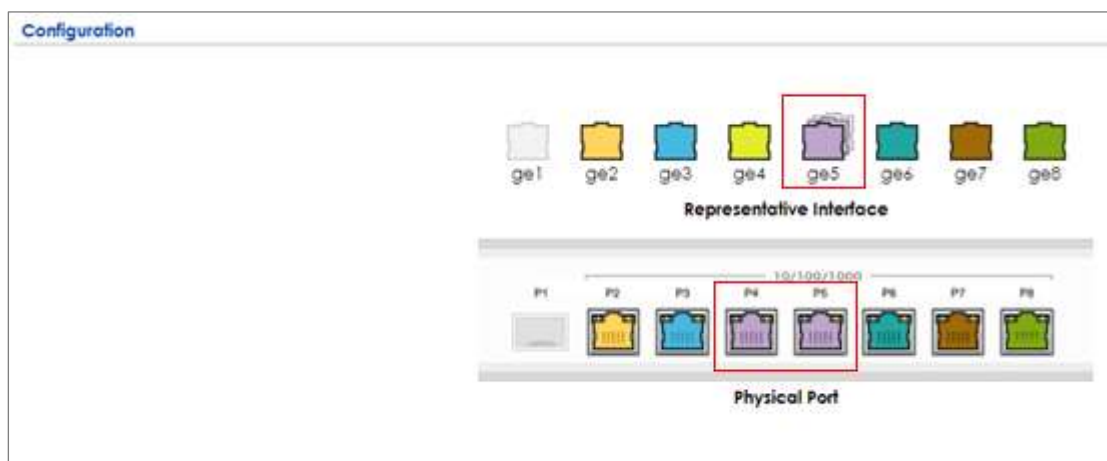 Configuration
ge1 ge2 ge3 ge4 ge5 ge6 ge7 ge8
Representative Interface
10/100/1000
P1 P2 P3 P4 P5 P6 P7 P8
Physical Port